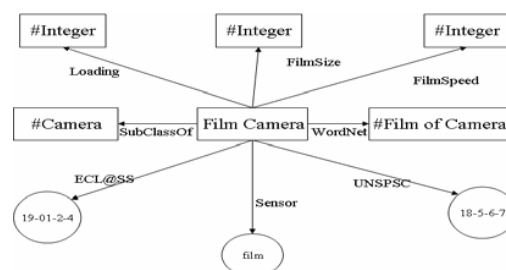 #Integer #Integer #Integer
Loading FilmSize
FilmSpeed
#Camera SubClassOf Film Camera WordNet #Film of Camera
ECL@SS UNSPSC
Sensor
19-01-2-4 18-5-6-7
film